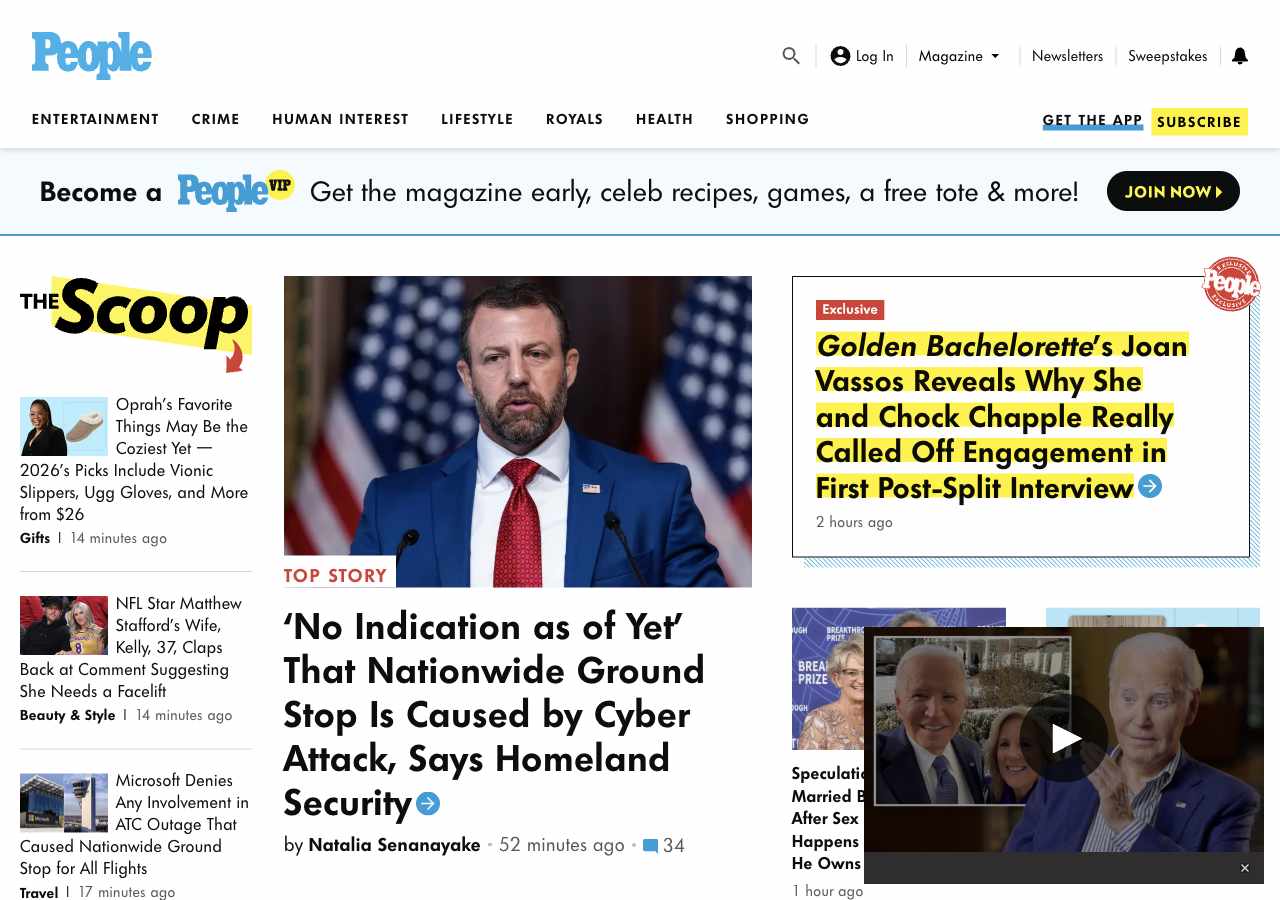 People
Log In
Magazine
Newsletters
Sweepstakes
ENTERTAINMENT
CRIME
HUMAN INTEREST
LIFESTYLE
ROYALS
HEALTH
SHOPPING
GET THE APP
SUBSCRIBE
Become a People VIP Get the magazine early, celeb recipes, games, a free tote & more!
JOIN NOW
THE Scoop
Oprah’s Favorite
Things May Be the
Coziest Yet —
2026’s Picks Include Vionic
Slippers, Ugg Gloves, and More
from $26
Gifts | 14 minutes ago
NFL Star Matthew
Stafford’s Wife,
Kelly, 37, Claps
Back at Comment Suggesting
She Needs a Facelift
Beauty & Style | 14 minutes ago
Microsoft Denies
Any Involvement in
ATC Outage That
Caused Nationwide Ground
Stop for All Flights
Travel | 17 minutes ago
TOP STORY
‘No Indication as of Yet’
That Nationwide Ground
Stop Is Caused by Cyber
Attack, Says Homeland
Security
by Natalia Senanayake • 52 minutes ago • 34
EXCLUSIVE
People
EXCLUSIVE
Exclusive
Golden Bachelorette’s Joan
Vassos Reveals Why She
and Chock Chapple Really
Called Off Engagement in
First Post-Split Interview
2 hours ago
BREAKTHR
PRIZE
Married
After Sex
Happens
He Owns
1 hour ago